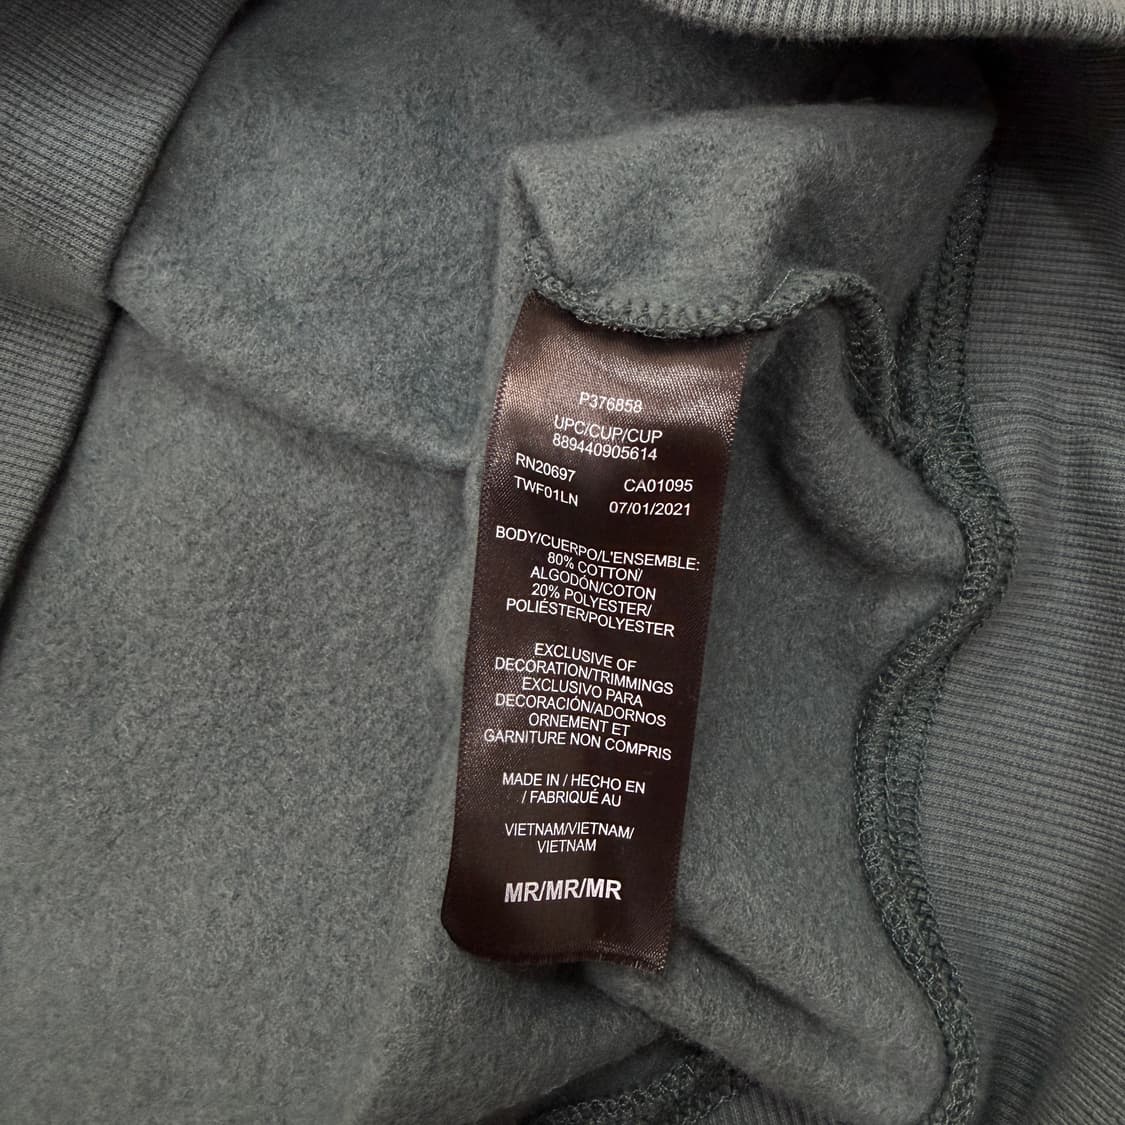 P376858
UPC/CUP/CUP
889440905614
RN20697 CA01095
TWF01LN 07/01/2021
BODY/CUERPO/L'ENSEMBLE:
80% COTTON/
ALGODÓN/COTON
20% POLYESTER/
POLIÉSTER/POLYESTER
EXCLUSIVE OF
DECORATION/TRIMMINGS
EXCLUSIVO PARA
DECORACIÓN/ADORNOS
ORNEMENT ET
GARNITURE NON COMPRIS
MADE IN / HECHO EN
/ FABRIQUÉ AU
VIETNAM/VIETNAM/
VIETNAM
MR/MR/MR